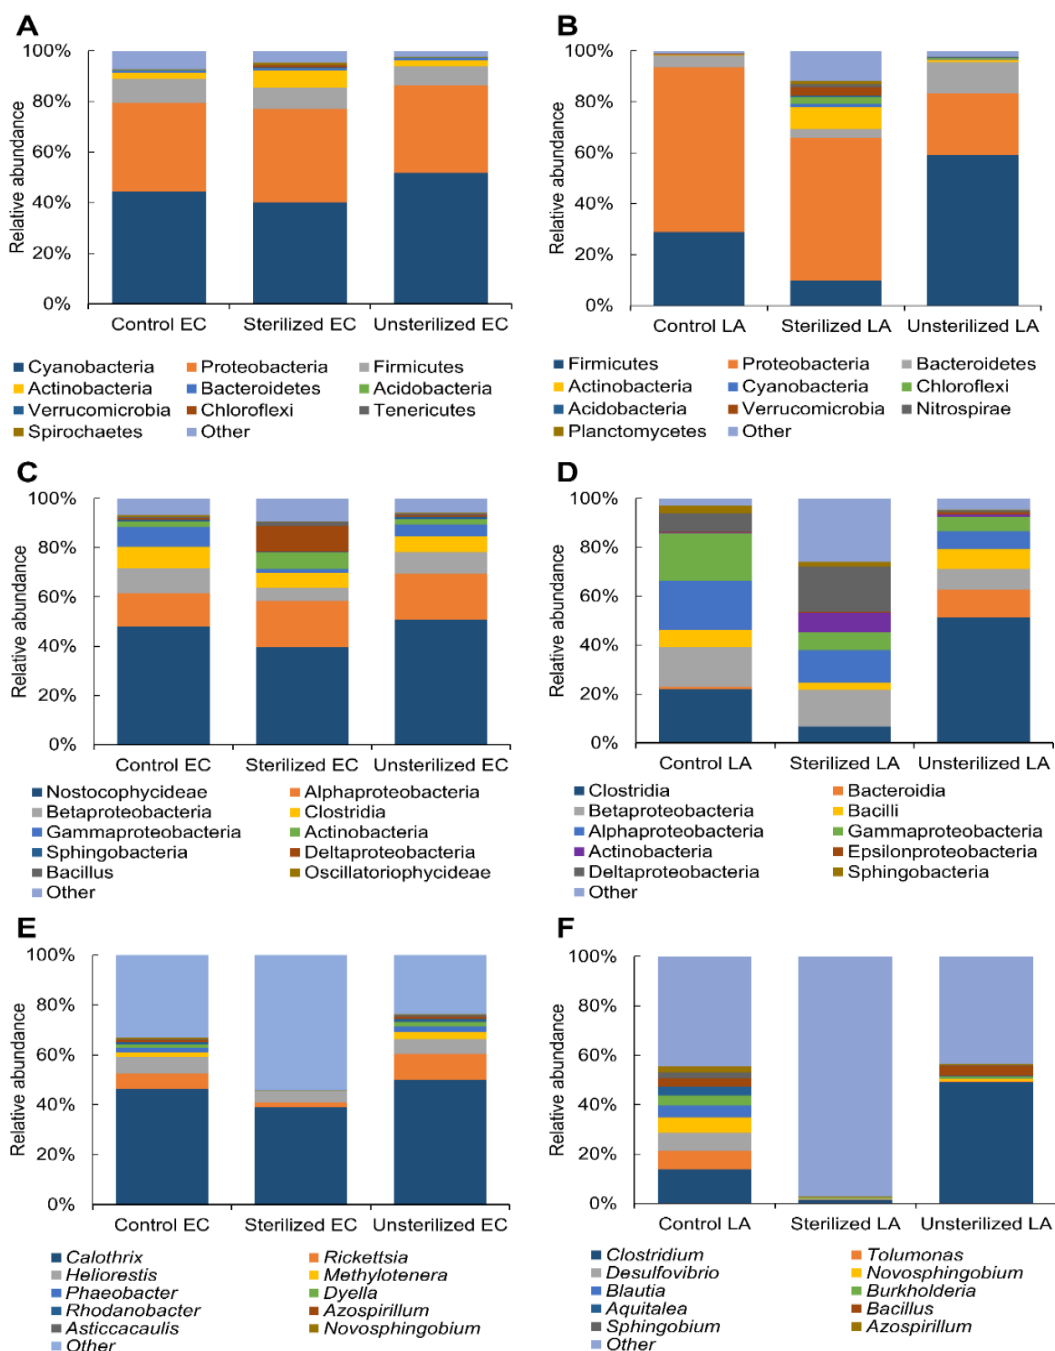 A
100%
80%
60%
40%
20%
0%
Relative abundance
Control EC Sterilized EC Unsterilized EC
Cyanobacteria Proteobacteria Firmicutes
Actinobacteria Bacteroidetes Acidobacteria
Verrucomicrobia Chloroflexi Tenericutes
Spirochaetes Other
B
100%
80%
60%
40%
20%
0%
Relative abundance
Control LA Sterilized LA Unsterilized LA
Firmicutes Proteobacteria Bacteroidetes
Actinobacteria Cyanobacteria Chloroflexi
Acidobacteria Verrucomicrobia Nitrospirae
Planctomycetes Other
C
100%
80%
60%
40%
20%
0%
Relative abundance
Control EC Sterilized EC Unsterilized EC
Nostocophycideae Alphaproteobacteria
Betaproteobacteria Clostridia
Gammaproteobacteria Actinobacteria
Sphingobacteria Deltaproteobacteria
Bacillus Oscillatoriophycideae
Other
D
100%
80%
60%
40%
20%
0%
Relative abundance
Control LA Sterilized LA Unsterilized LA
Clostridia Bacteroidia
Betaproteobacteria Bacilli
Alphaproteobacteria Gammaproteobacteria
Actinobacteria Epsilonproteobacteria
Deltaproteobacteria Sphingobacteria
Other
E
100%
80%
60%
40%
20%
0%
Relative abundance
Control EC Sterilized EC Unsterilized EC
Calothrix Rickettsia
Heliorestis Methylotenera
Phaeobacter Dyella
Rhodanobacter Azospirillum
Asticcacaulis Novosphingobium
Other
F
100%
80%
60%
40%
20%
0%
Relative abundance
Control LA Sterilized LA Unsterilized LA
Clostridium Tolumonas
Desulfovibrio Novosphingobium
Blautia Burkholderia
Aquitalea Bacillus
Sphingobium Azospirillum
Other